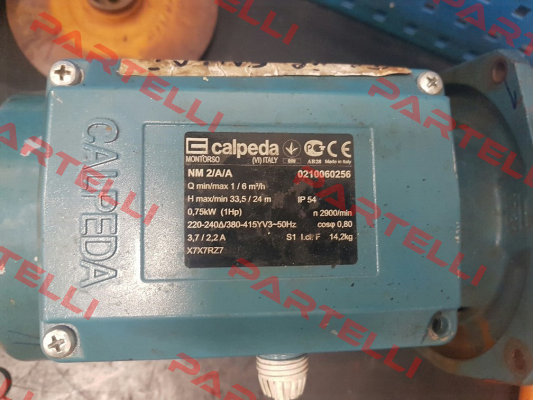 CALPEDA
calpeda
MONTORSO (VI) ITALY
Made in Italy
NM 2/A/A 0210060256
Q min/max 1 / 6 m³/h
H max/min 33,5 / 24 m IP 54
0,75kW (1Hp) n 2900/min
220-240Δ/380-415YV3~50Hz cosφ 0,80
3,7 / 2,2 A S1 I.cl. F 14,2kg
X7X7RZ7
PARTELLI
PARTELLI
PARTELLI
PARTELLI
PARTELLI
PARTELLI